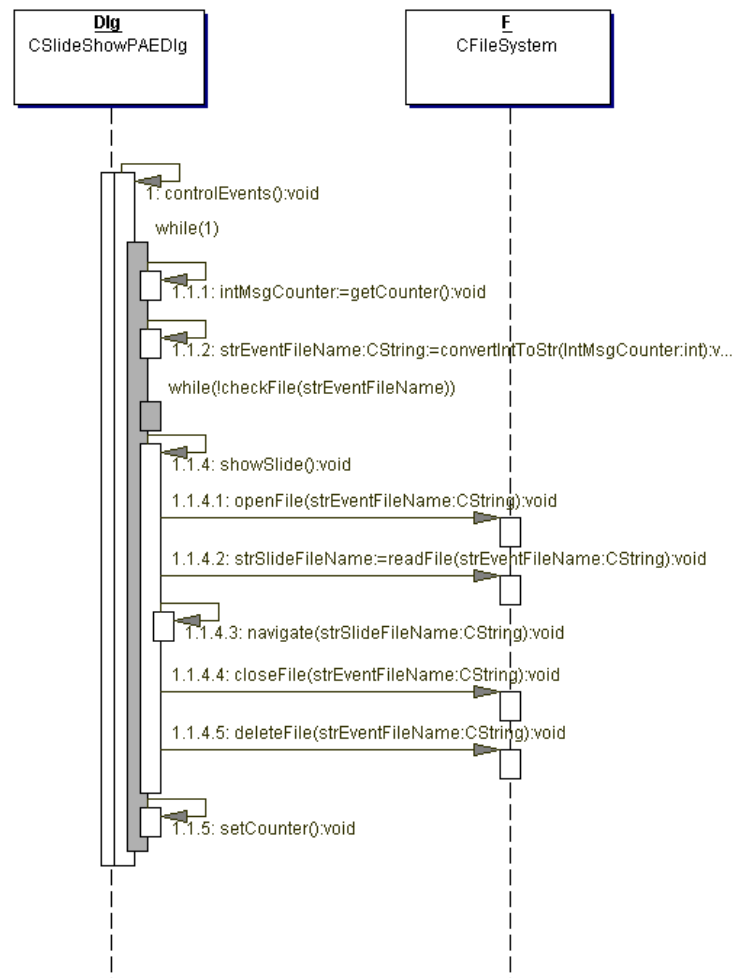 Dlg
CSlideShowPAEDlg
F
CFileSystem
1: controlEvents():void
while(1)
1.1.1: intMsgCounter:=getCounter():void
1.1.2: strEventFileName:CString:=convertIntToStr(IntMsgCounter:int):v...
while(!checkFile(strEventFileName))
1.1.4: showSlide():void
1.1.4.1: openFile(strEventFileName:CString):void
1.1.4.2: strSlideFileName:=readFile(strEventFileName:CString):void
1.1.4.3: navigate(strSlideFileName:CString):void
1.1.4.4: closeFile(strEventFileName:CString):void
1.1.4.5: deleteFile(strEventFileName:CString):void
1.1.5: setCounter():void